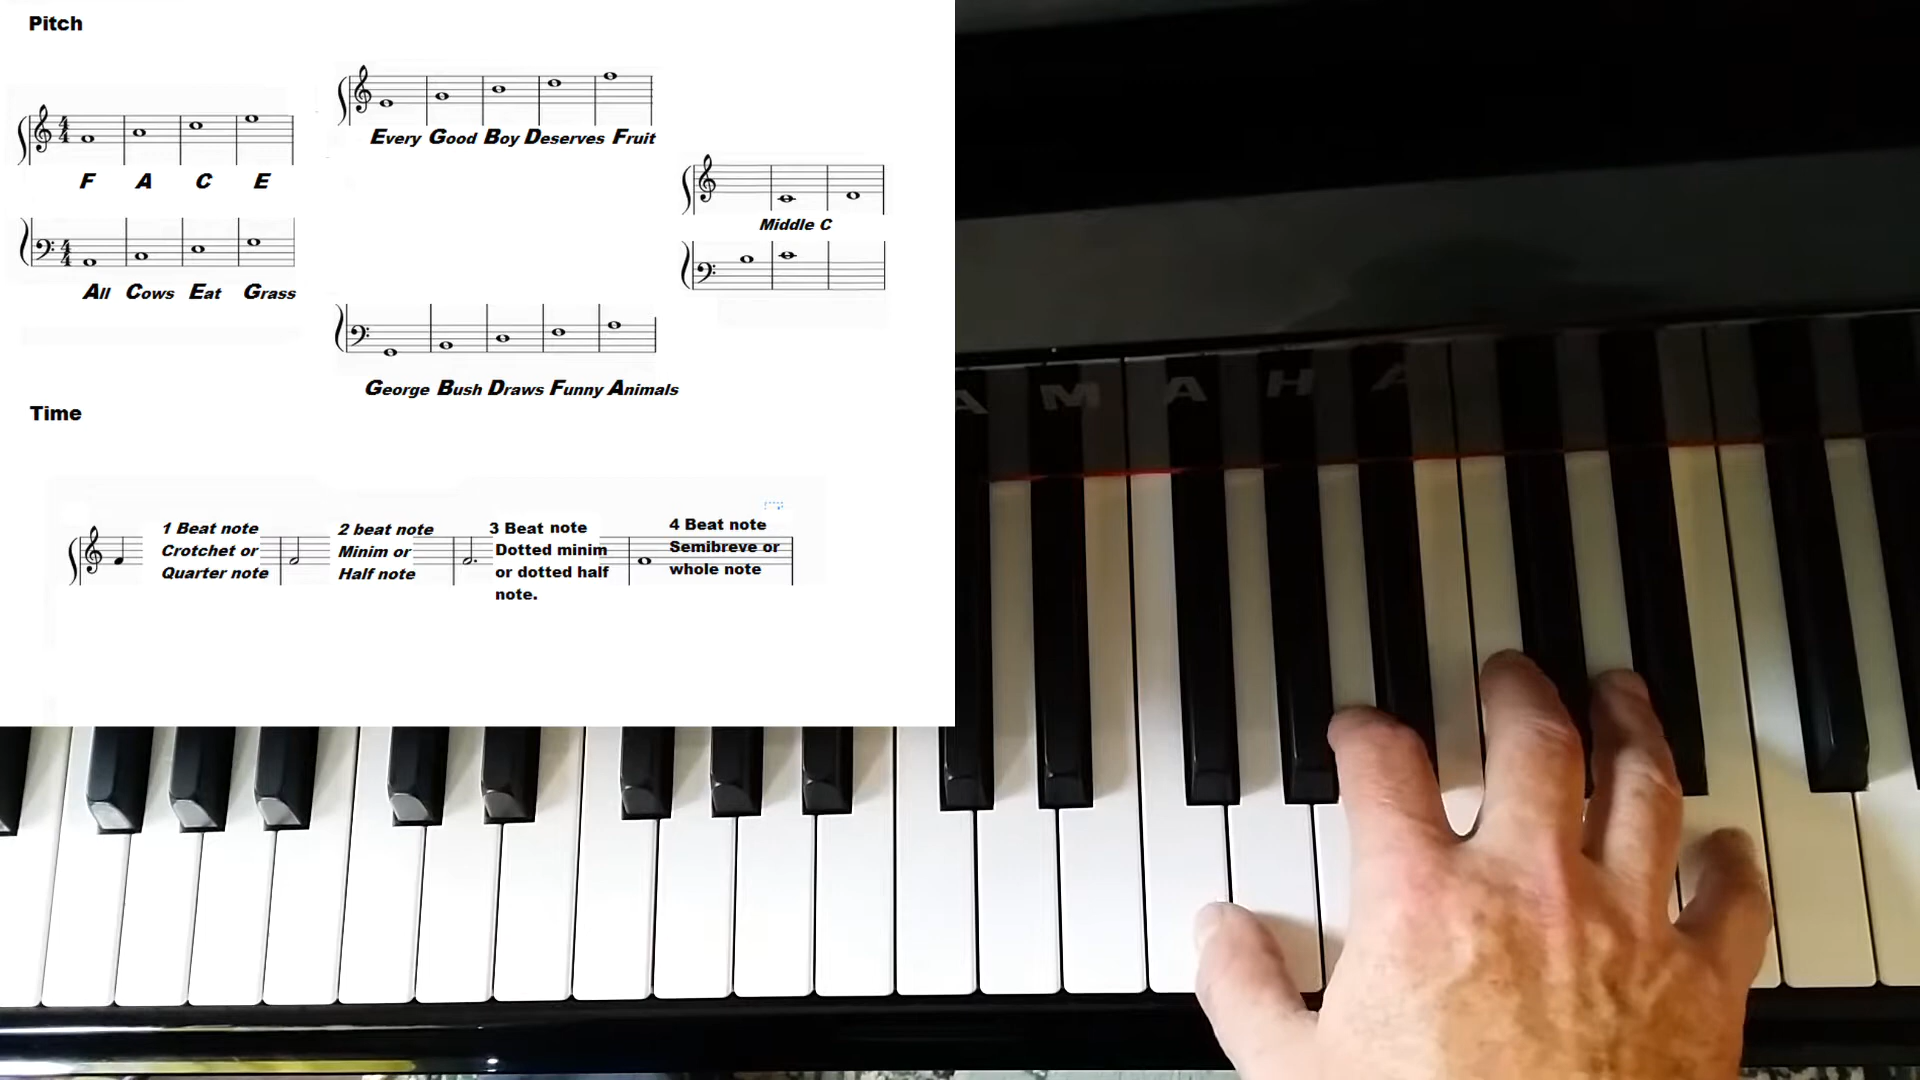 Pitch
Every Good Boy Deserves Fruit
F A C E
Middle C
All Cows Eat Grass
George Bush Draws Funny Animals
Time
1 Beat note
Crotchet or
Quarter note
2 beat note
Minim or
Half note
3 Beat note
Dotted minim
or dotted half
note.
4 Beat note
Semibreve or
whole note
AMAHA